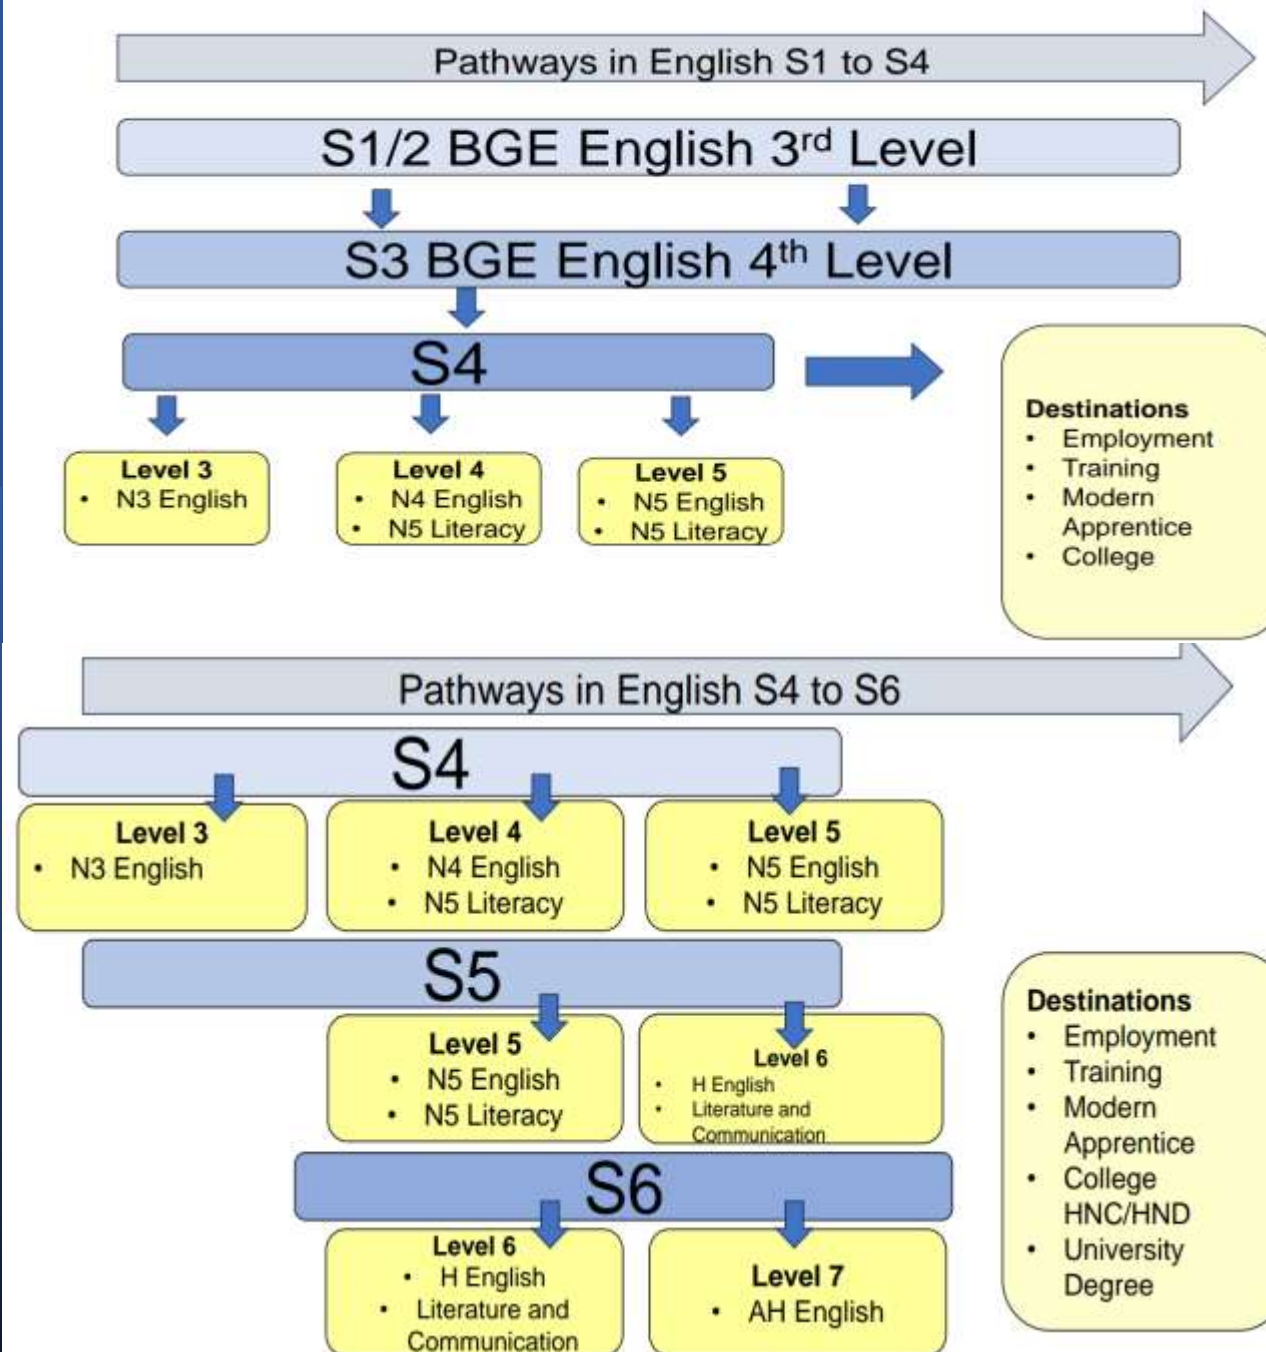 Pathways in English S1 to S4
S1/2 BGE English 3rd Level
S3 BGE English 4th Level
S4
Level 3
• N3 English
Level 4
• N4 English
• N5 Literacy
Level 5
• N5 English
• N5 Literacy
Destinations
• Employment
• Training
• Modern
Apprentice
• College
Pathways in English S4 to S6
S4
Level 3
• N3 English
Level 4
• N4 English
• N5 Literacy
Level 5
• N5 English
• N5 Literacy
S5
Level 5
• N5 English
• N5 Literacy
Level 6
• H English
• Literature and
Communication
S6
Level 6
• H English
• Literature and
Communication
Level 7
• AH English
Destinations
• Employment
• Training
• Modern
Apprentice
• College
HNC/HND
• University
Degree